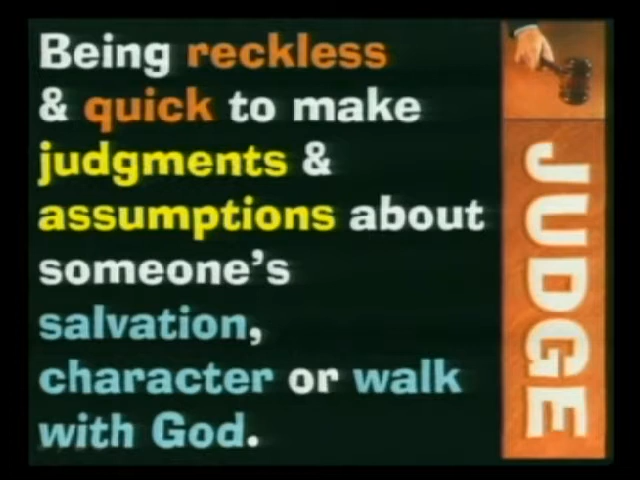 Being reckless
& quick to make
judgments &
assumptions about
someone's
salvation,
character or walk
with God.
JUDGE